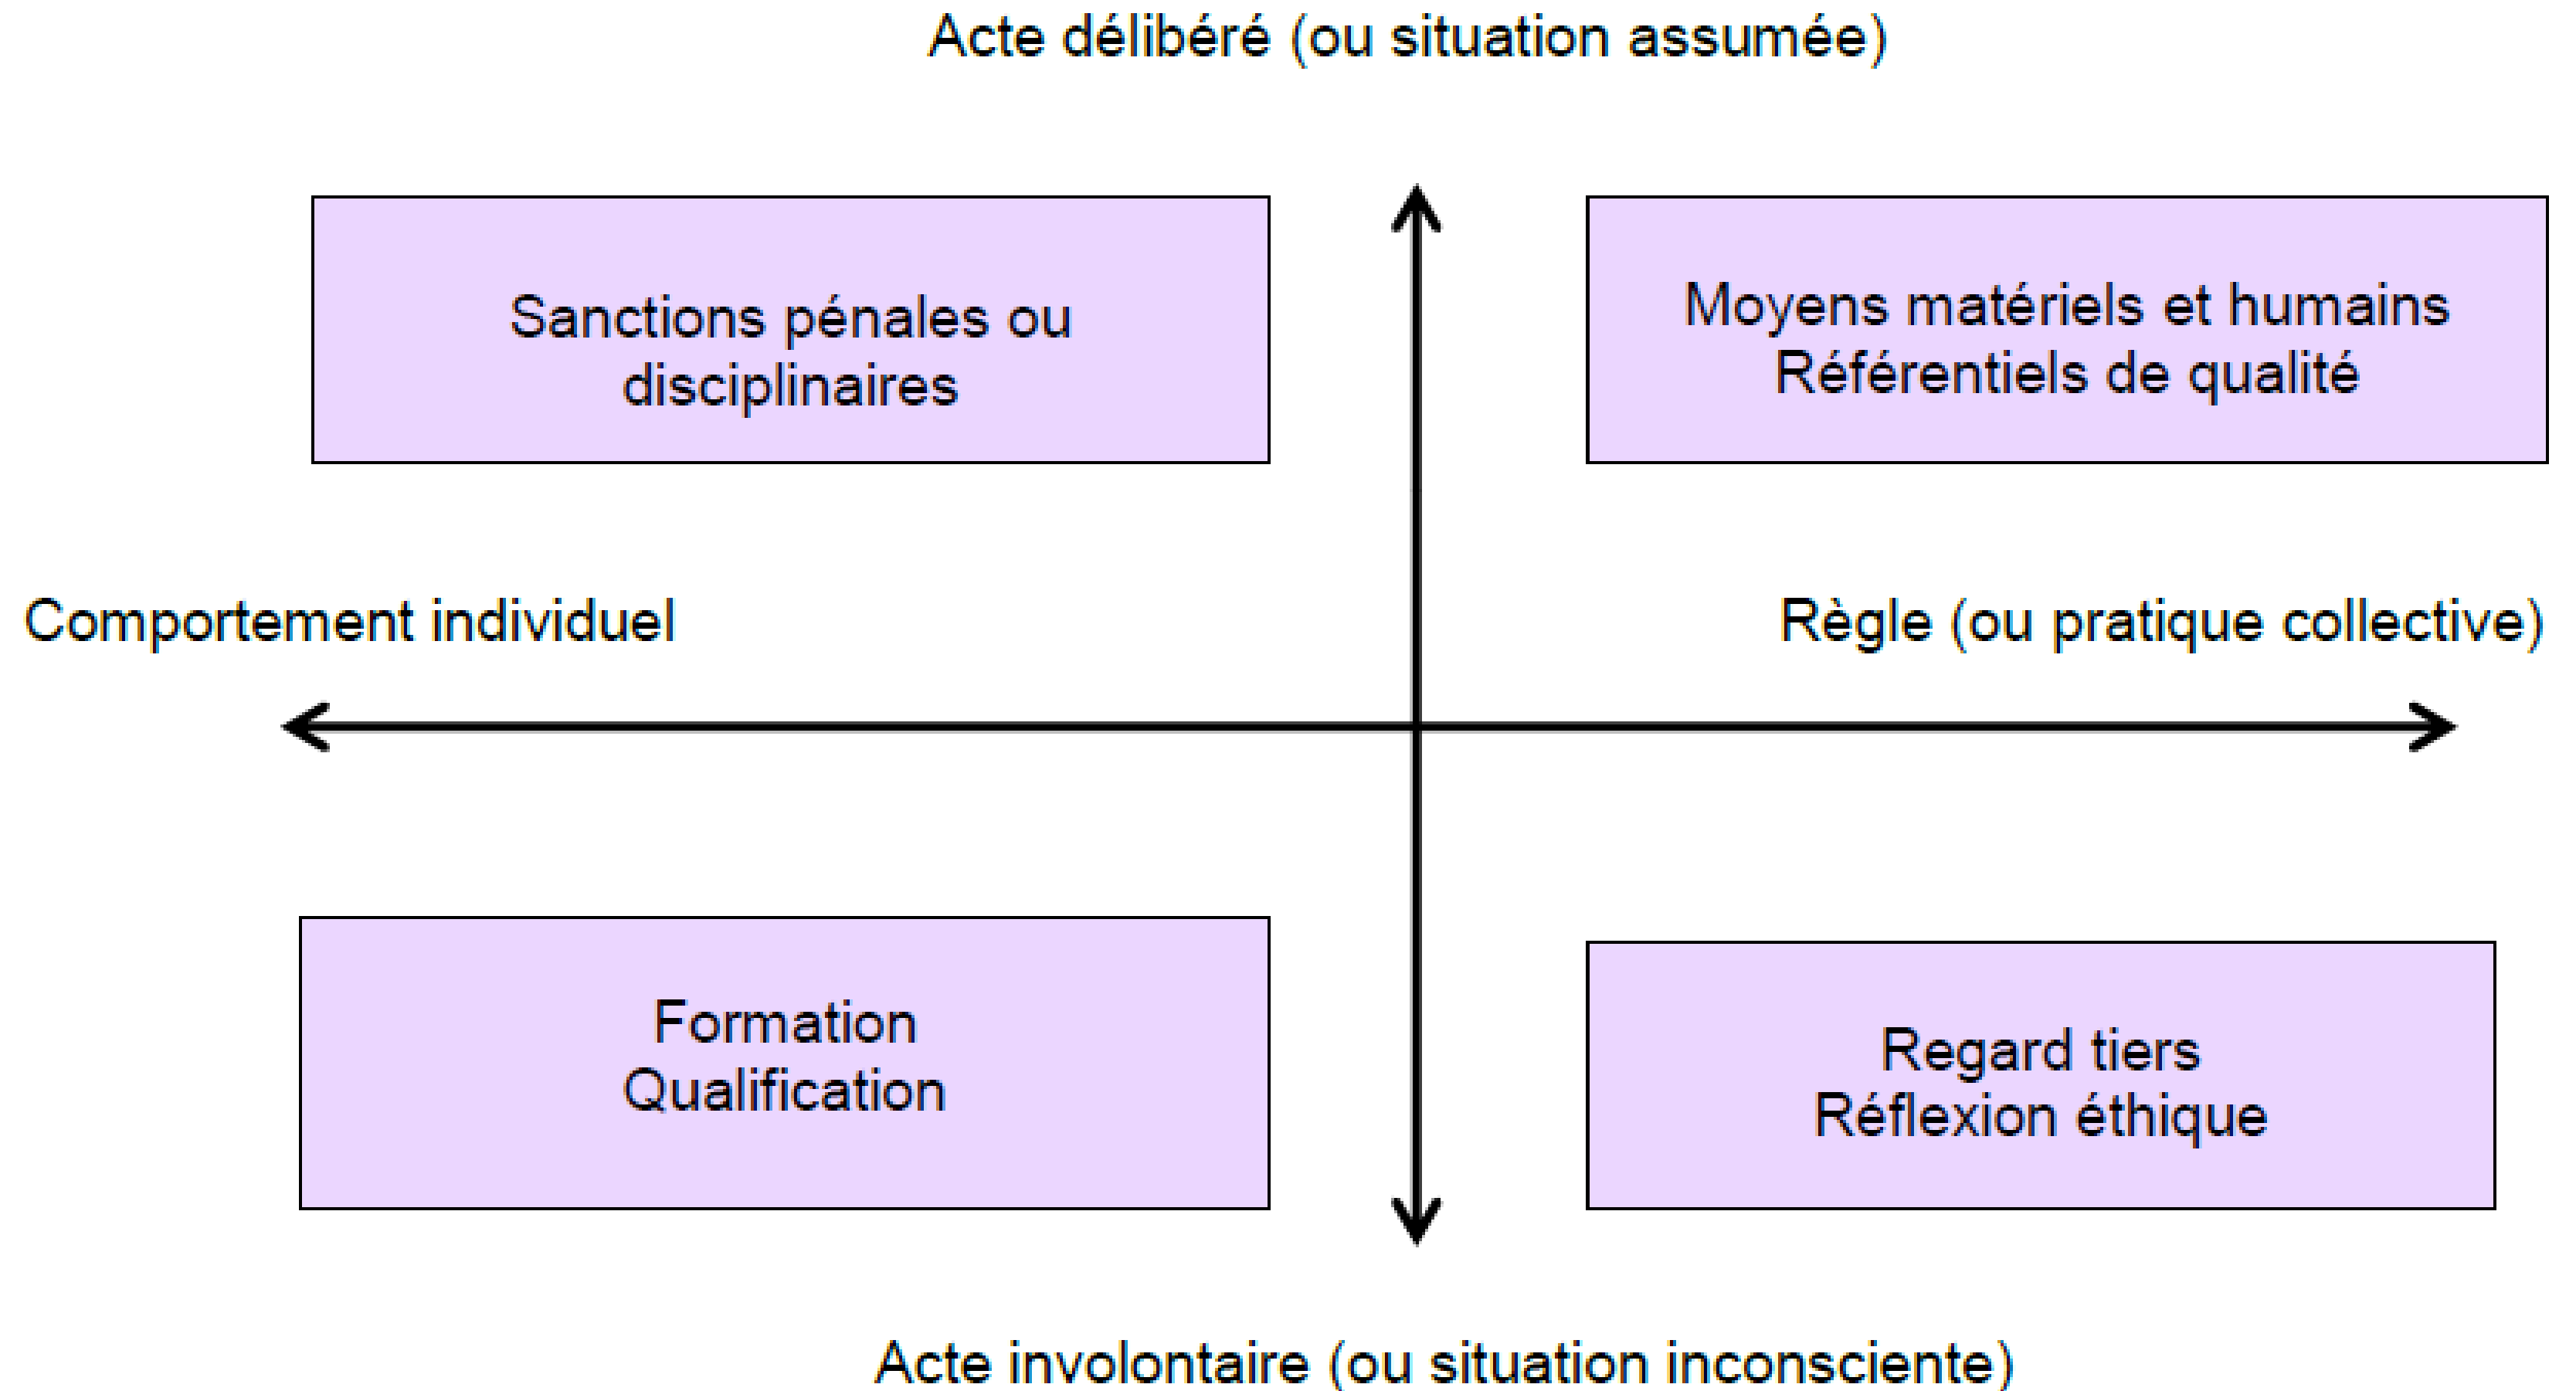 Acte délibéré (ou situation assumée)
Sanctions pénales ou
disciplinaires
Moyens matériels et humains
Référentiels de qualité
Comportement individuel
Règle (ou pratique collective)
Formation
Qualification
Regard tiers
Réflexion éthique
Acte involontaire (ou situation inconsciente)